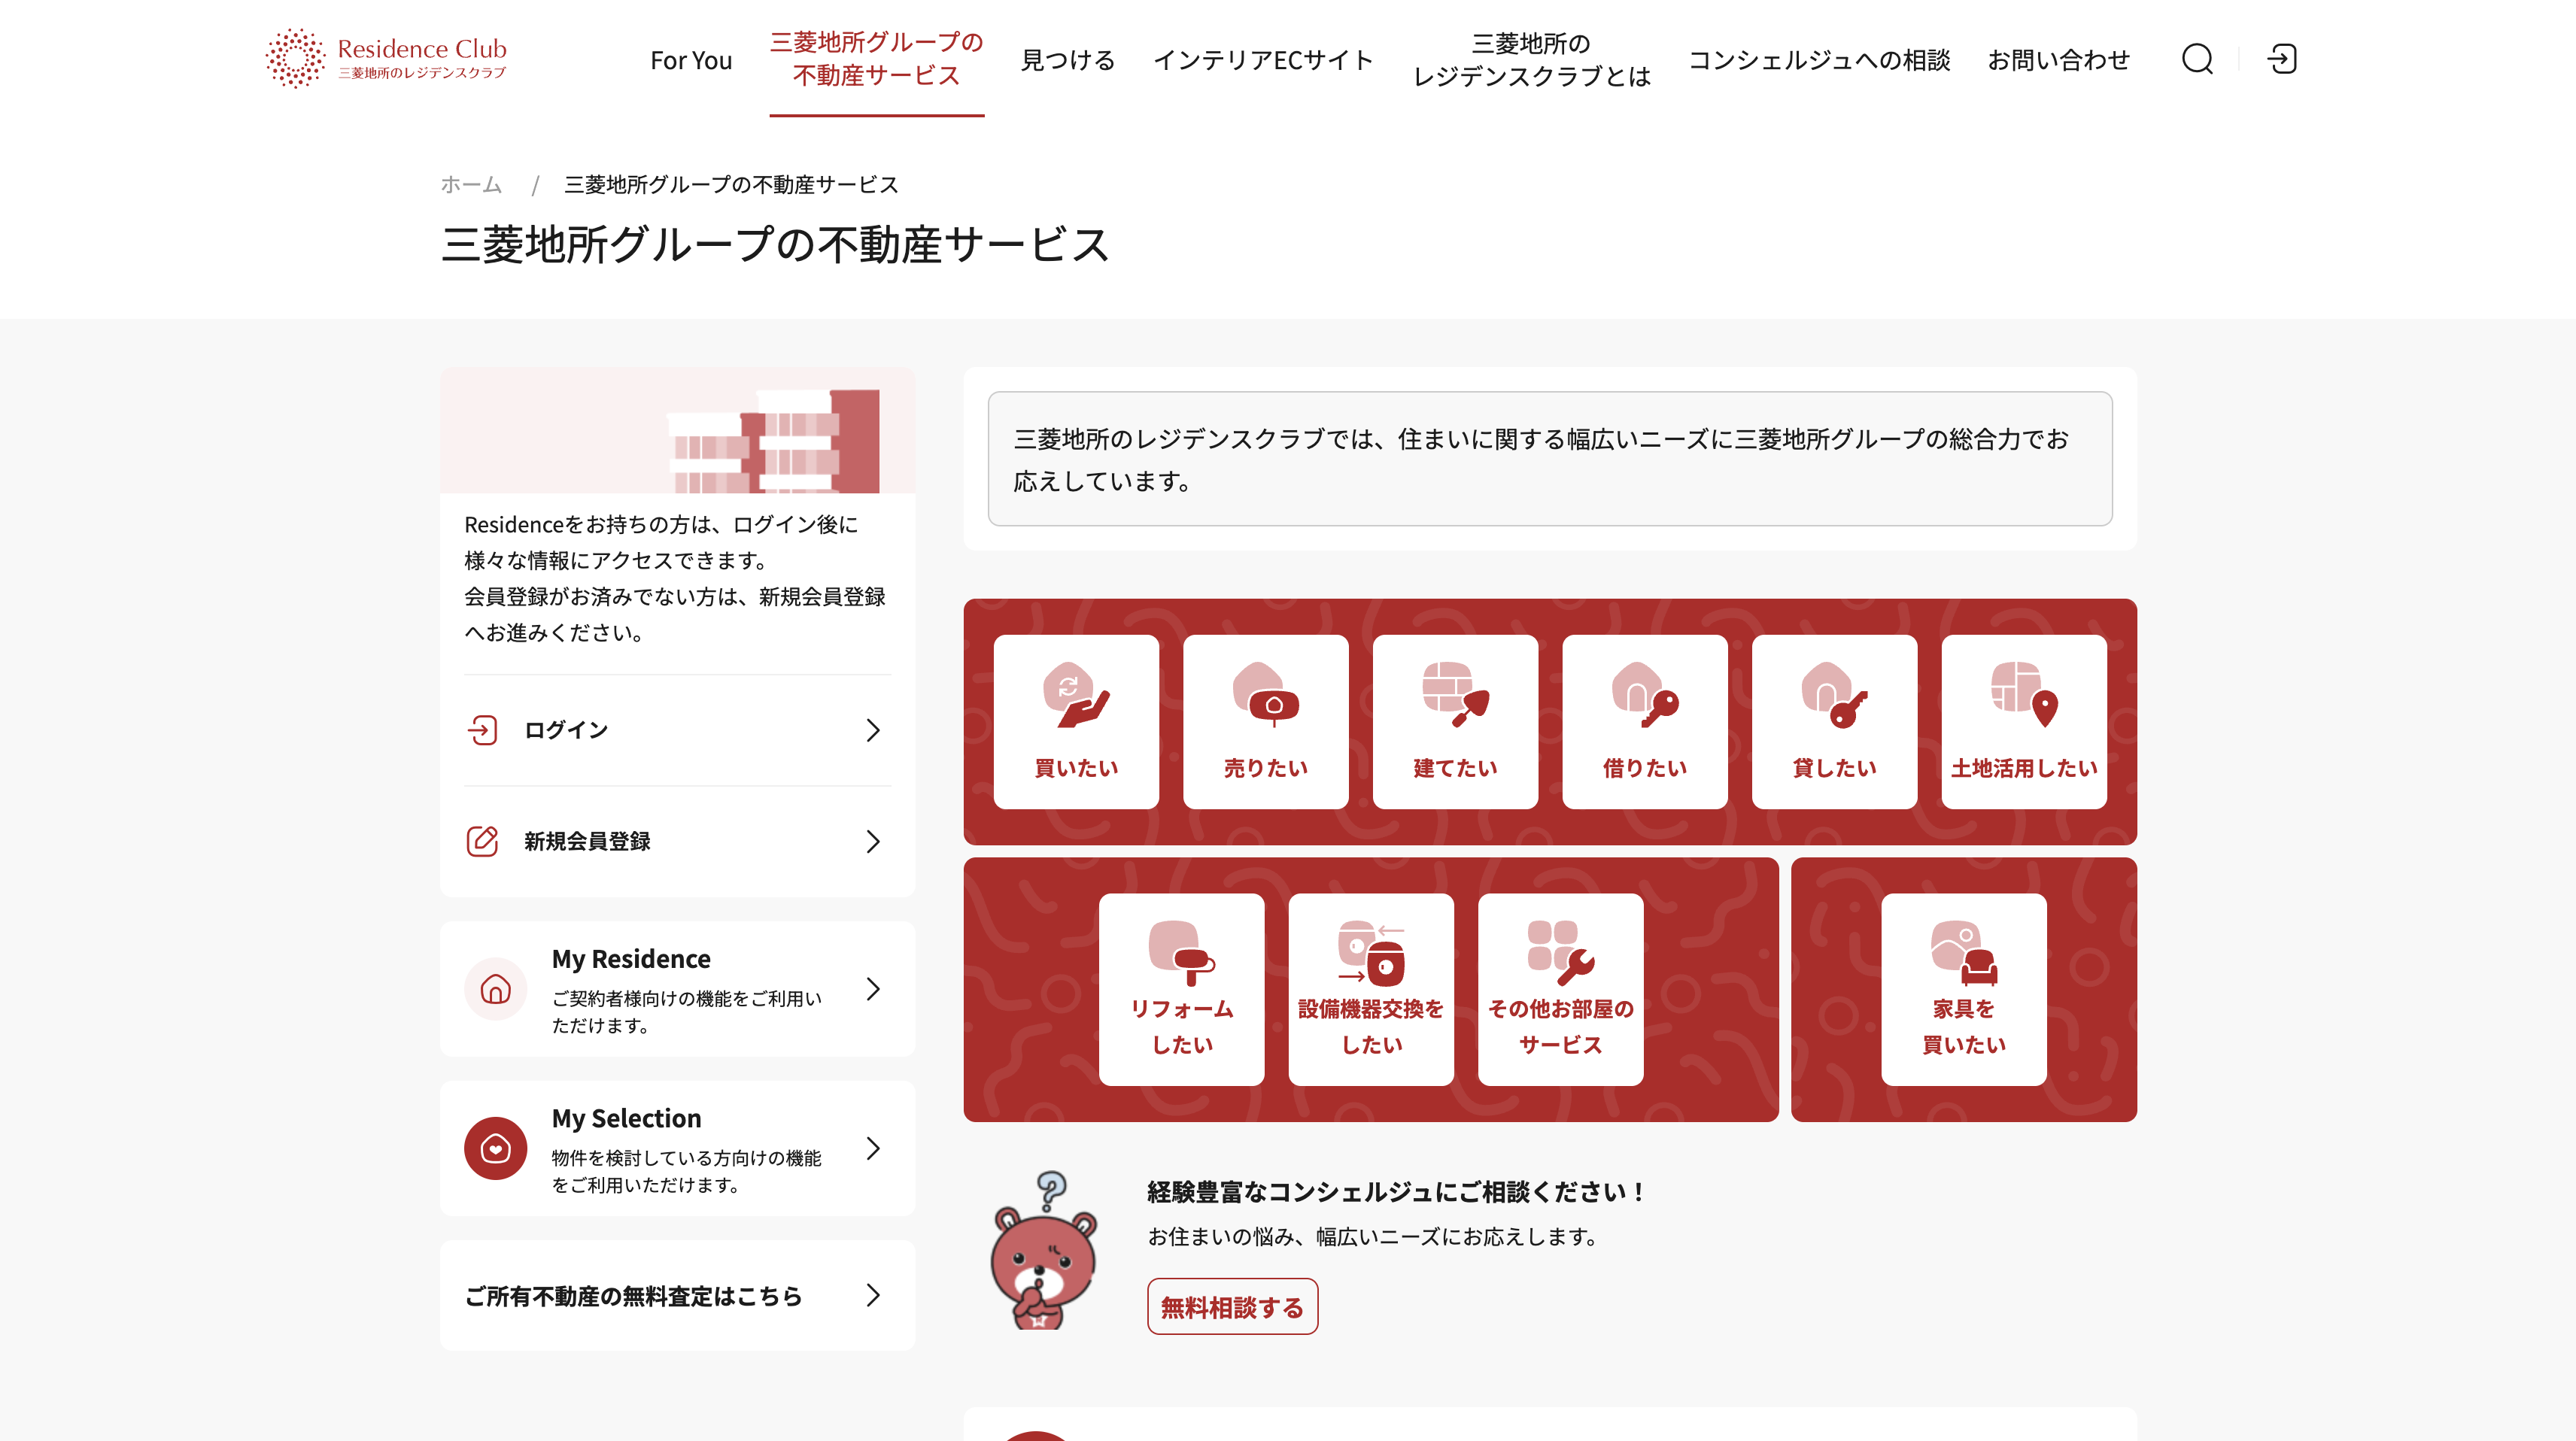 Residence Club
三菱地所のレジデンスクラブ
For You
三菱地所グループの
不動産サービス
見つける
インテリアECサイト
三菱地所の
レジデンスクラブとは
コンシェルジュへの相談
お問い合わせ
ホーム / 三菱地所グループの不動産サービス
三菱地所グループの不動産サービス
Residenceをお持ちの方は、ログイン後に
様々な情報にアクセスできます。
会員登録がお済みでない方は、新規会員登録
へお進みください。
ログイン
新規会員登録
My Residence
ご契約者様向けの機能をご利用い
ただけます。
My Selection
物件を検討している方向けの機能
をご利用いただけます。
ご所有不動産の無料査定はこちら
三菱地所のレジデンスクラブでは、住まいに関する幅広いニーズに三菱地所グループの総合力でお
応えしています。
買いたい
売りたい
建てたい
借りたい
貸したい
土地活用したい
リフォーム
したい
設備機器交換を
したい
その他お部屋の
サービス
家具を
買いたい
経験豊富なコンシェルジュにご相談ください！
お住まいの悩み、幅広いニーズにお応えします。
無料相談する